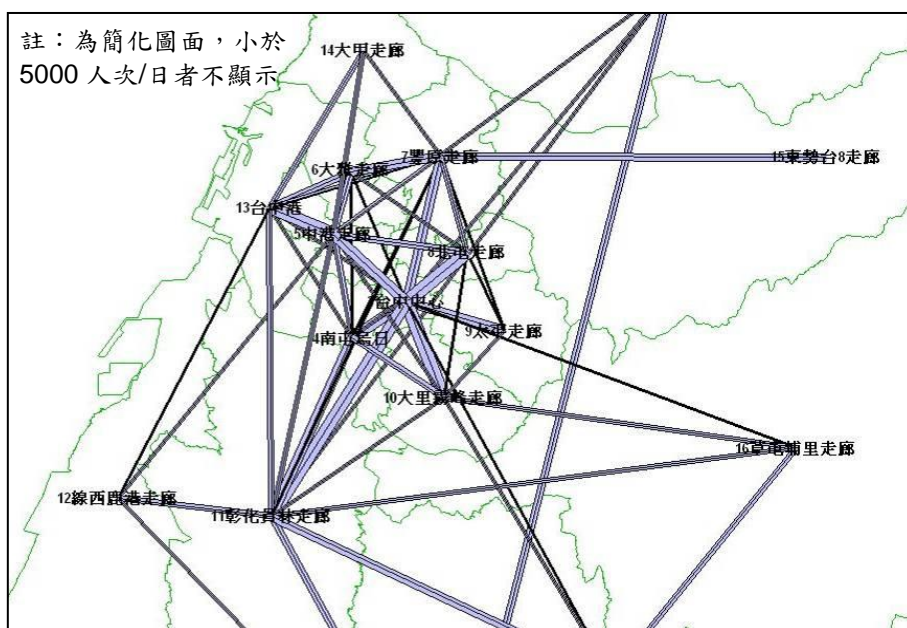 註：為簡化圖面，小於
5000 人次/日者不顯示
14大甲走廊
7豐原走廊
15東勢台8走廊
6大雅走廊
13台中港
5中港走廊
8北屯走廊
台中中心
9太平走廊
4南屯烏日
10大里霧峰走廊
16草屯埔里走廊
12線西鹿港走廊
11彰化員林走廊